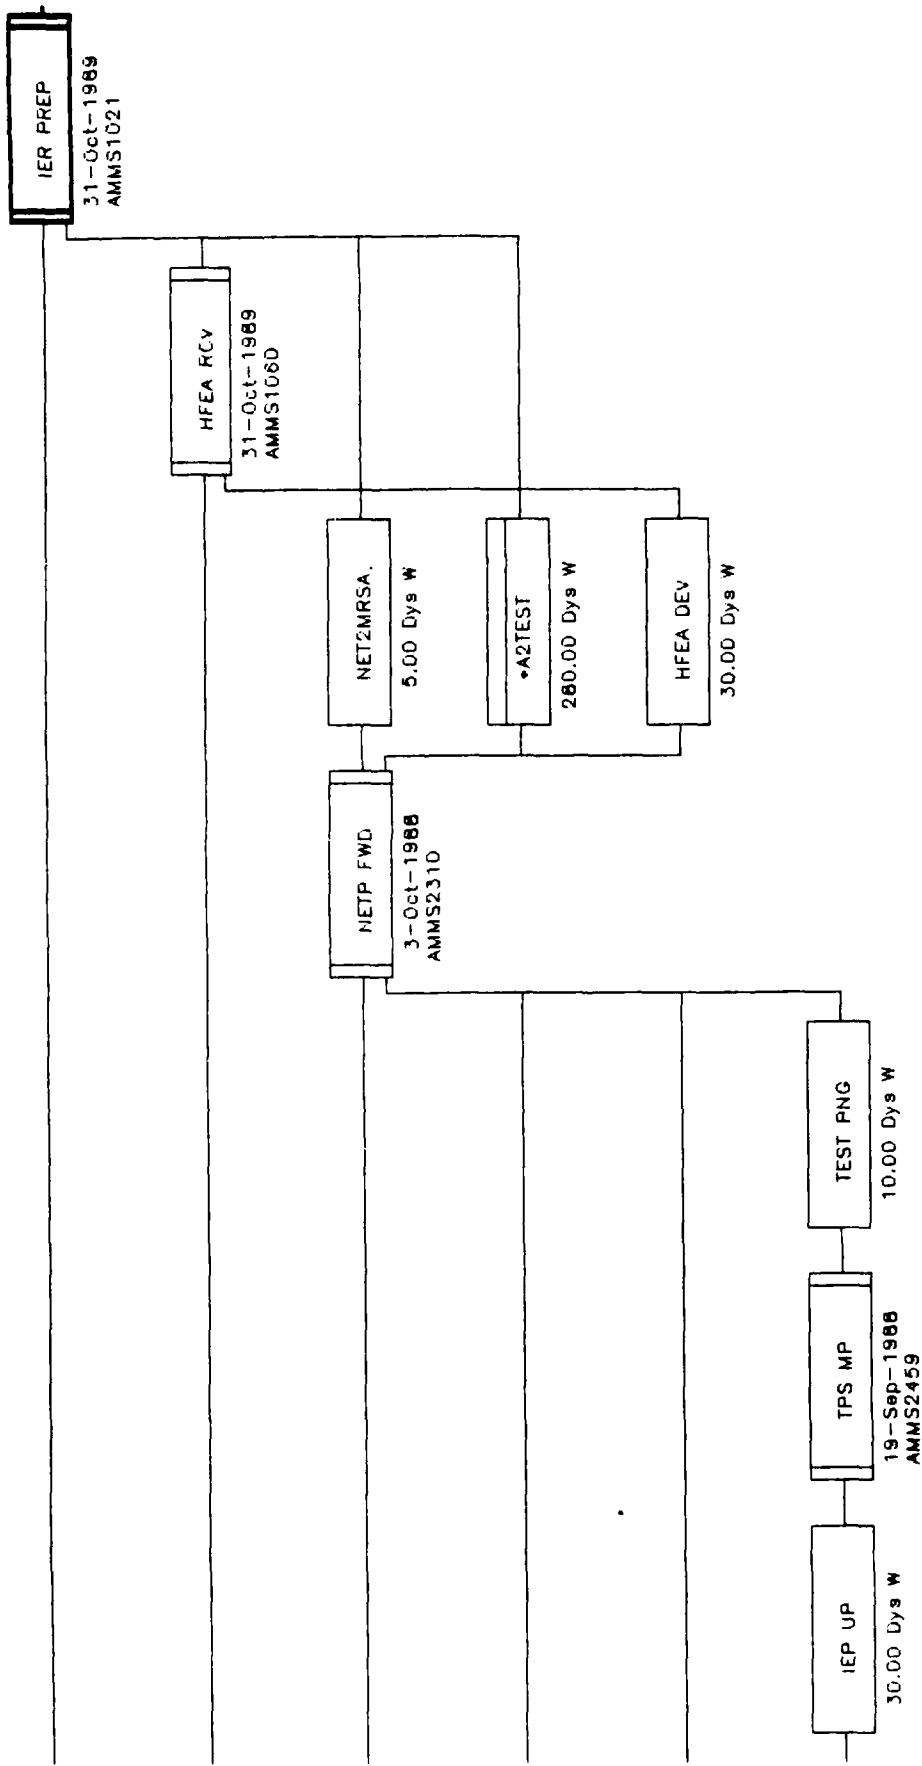 IER PREP
31-Oct-1989
AMMS1021
HFEA RCV
31-Oct-1989
AMMS1060
NETP FWD
3-Oct-1988
AMMS2310
NET2MRSA.
5.00 Dys W
*A2TEST
280.00 Dys W
HFEA DEV
30.00 Dys W
IEP UP
30.00 Dys W
TPS MP
19-Sep-1988
AMMS2459
TEST PNG
10.00 Dys W